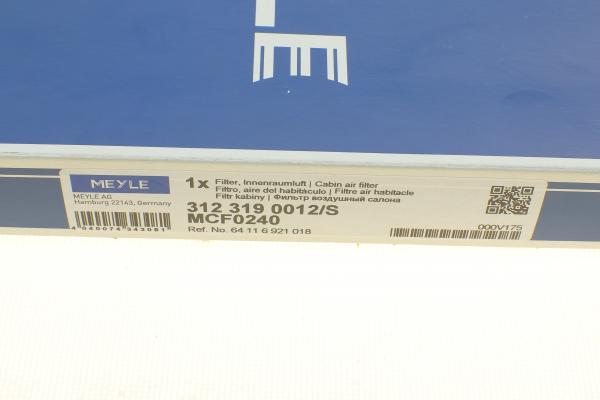 LE
MEYLE
MEYLE AG
Hamburg 22143, Germany
4 040074 343081
1x Filter, Innenraumluft | Cabin air filter
Filtro, aire del habitáculo | Filtre air habitacle
Filtr kabiny | Фильтр воздушный салона
312 319 0012/S
MCF0240
Ref. No. 64 11 6 921 018
000V175